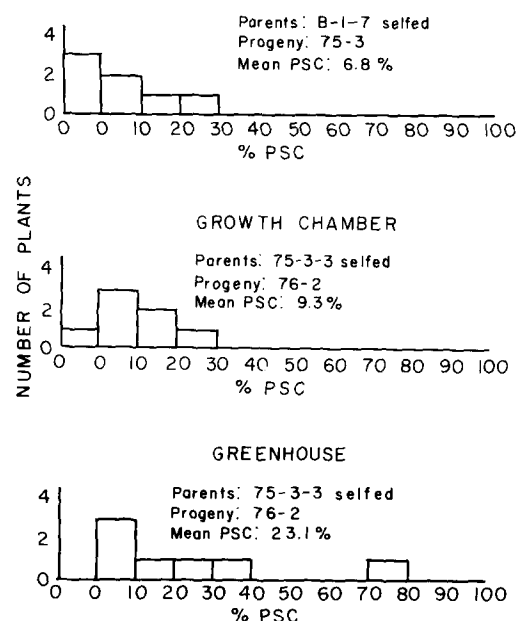 Parents: B-1-7 selfed
Progeny: 75-3
Mean PSC: 6.8 %
4
2
0
0 0 10 20 30 40 50 60 70 80 90 100
% PSC
NUMBER OF PLANTS
GROWTH CHAMBER
Parents: 75-3-3 selfed
Progeny: 76-2
Mean PSC: 9.3 %
4
2
0
0 0 10 20 30 40 50 60 70 80 90 100
% PSC
GREENHOUSE
Parents: 75-3-3 selfed
Progeny: 76-2
Mean PSC: 23.1 %
4
2
0
0 0 10 20 30 40 50 60 70 80 90 100
% PSC